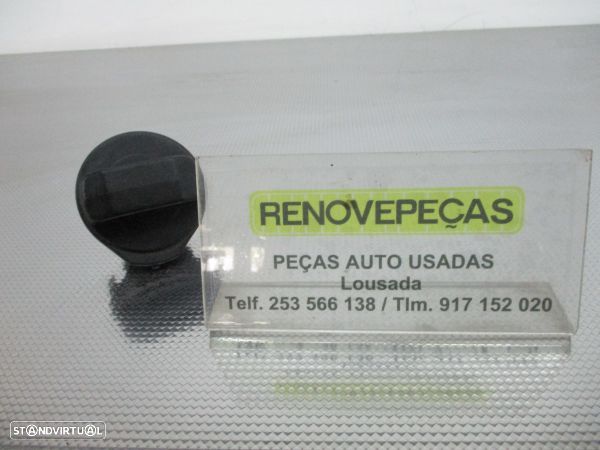 RENOVEPEÇAS
PEÇAS AUTO USADAS
Lousada
Telf. 253 566 138 / Tlm. 917 152 020
STANDVIRTUAL